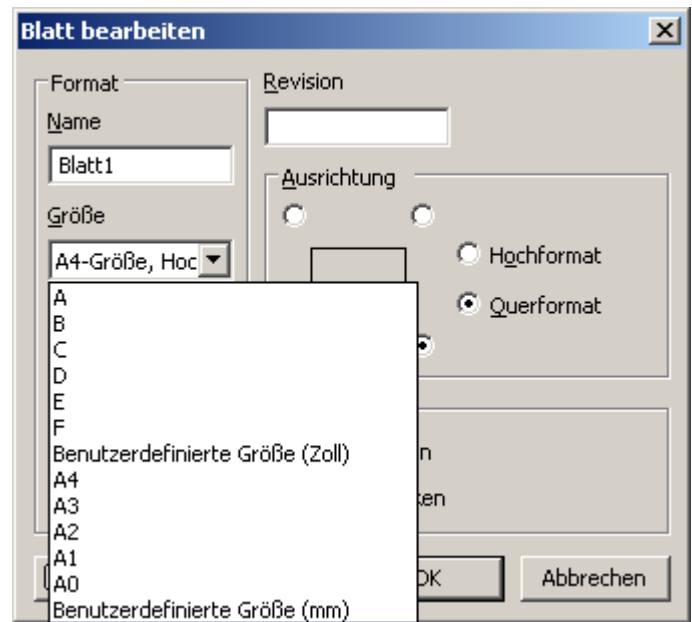 Blatt bearbeiten
Format
Name
Blatt1
Größe
A4-Größe, Hoc
A
B
C
D
E
F
Benutzerdefinierte Größe (Zoll)
A4
A3
A2
A1
A0
Benutzerdefinierte Größe (mm)
Revision
Ausrichtung
Hochformat
Querformat
n
ken
OK
Abbrechen